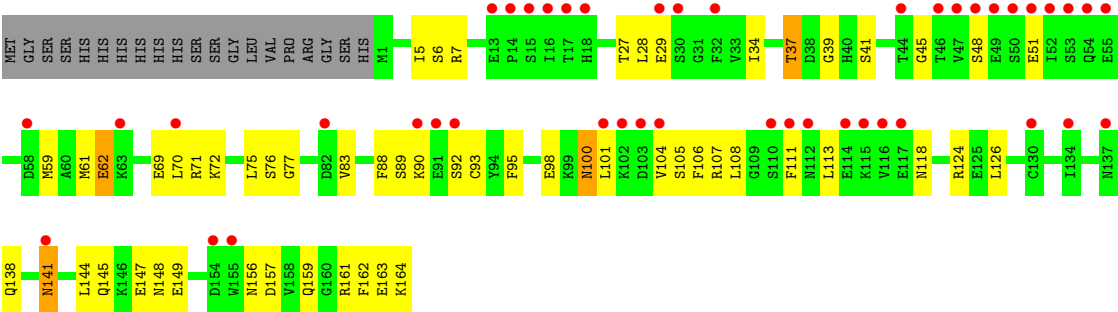 MET GLY SER SER HIS HIS HIS HIS HIS HIS SER SER GLY LEU VAL PRO ARG GLY SER HIS M1 I5 S6 R7 E13 P14 S15 I16 T17 H18 T27 L28 E29 S30 G31 F32 V33 I34 T37 D38 G39 H40 S41 T44 G45 T46 V47 S48 E49 S50 E51 I52 S53 Q54 E55
D58 M59 A60 M61 E62 K63 E69 L70 R71 K72 L75 S76 G77 D82 V83 F88 S89 K90 E91 S92 C93 Y94 F95 E98 K99 N100 L101 K102 D103 V104 S105 F106 R107 L108 G109 S110 F111 N112 L113 E114 K115 V116 E117 N118 R124 E125 L126 C130 I134 N137
Q138 N141 L144 Q145 K146 E147 N148 E149 D154 W155 N156 D157 V158 Q159 G160 R161 F162 E163 K164